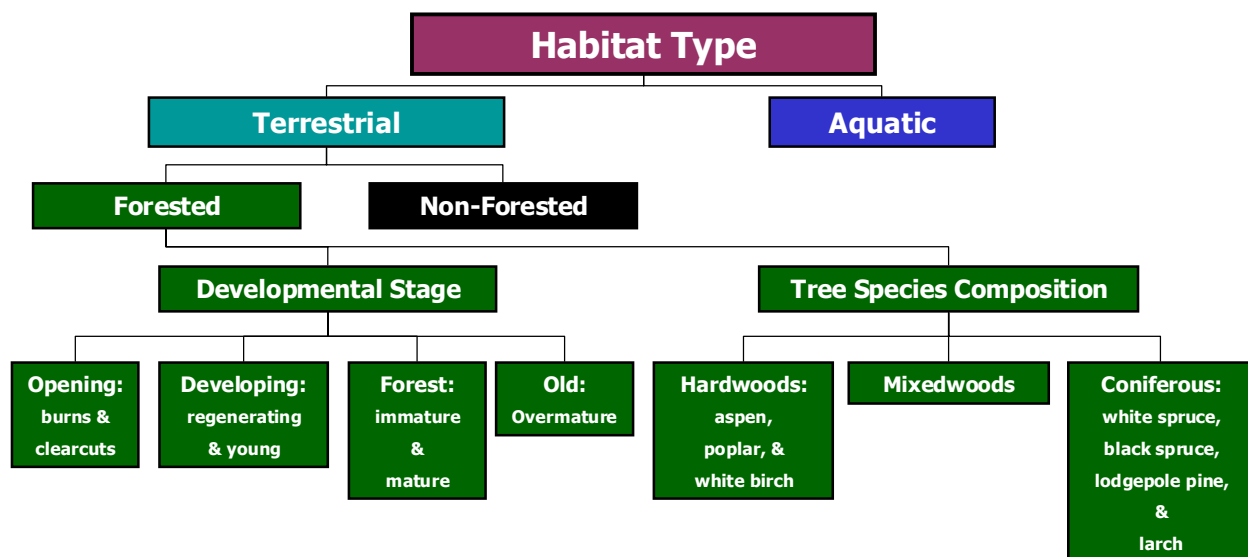 Habitat Type
Terrestrial
Aquatic
Forested
Non-Forested
Developmental Stage
Tree Species Composition
Opening:
burns &
clearcuts
Developing:
regenerating
& young
Forest:
immature
&
mature
Old:
Overmature
Hardwoods:
aspen,
poplar, &
white birch
Mixedwoods
Coniferous:
white spruce,
black spruce,
lodgepole pine,
&
larch